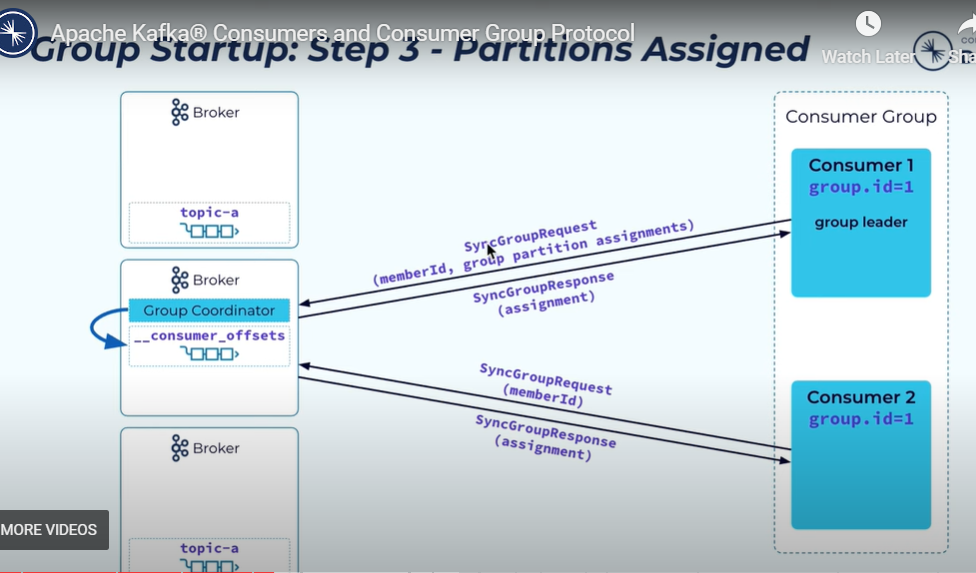 Apache Kafka® Consumers and Consumer Group Protocol
Group Startup: Step 3 - Partitions Assigned
Watch Later
Broker
topic-a
Broker
Group Coordinator
__consumer_offsets
Broker
topic-a
SyncGroupRequest
(memberId, group partition assignments)
SyncGroupResponse
(assignment)
SyncGroupRequest
(memberId)
SyncGroupResponse
(assignment)
Consumer Group
Consumer 1
group.id=1
group leader
Consumer 2
group.id=1
MORE VIDEOS